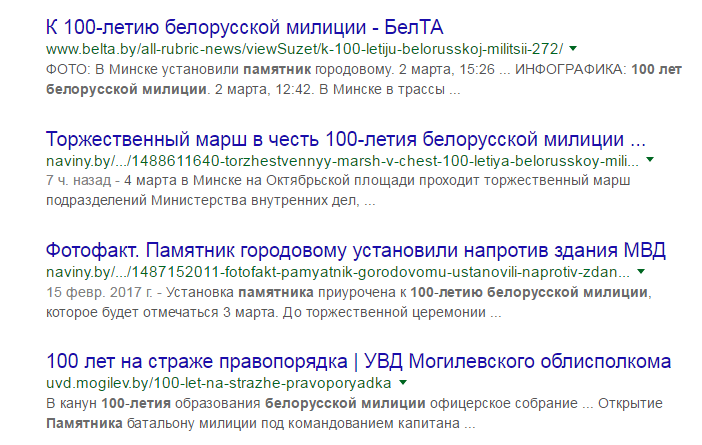 К 100-летию белорусской милиции - БелТА
www.belta.by/all-rubric-news/viewSuzet/k-100-letiju-belorusskoj-militsii-272/
ФОТО: В Минске установили памятник городовому. 2 марта, 15:26 ... ИНФОГРАФИКА: 100 лет
белорусской милиции. 2 марта, 12:42. В Минске в трассы ...
Торжественный марш в честь 100-летия белорусской милиции ...
naviny.by/.../1488611640-torzhestvennyy-marsh-v-chest-100-letiya-belorusskoy-mili...
7 ч. назад - 4 марта в Минске на Октябрьской площади проходит торжественный марш
подразделений Министерства внутренних дел, ...
Фотофакт. Памятник городовому установили напротив здания МВД
naviny.by/.../1487152011-fotofakt-pamyatnik-gorodovomu-ustanovili-naprotiv-zdan...
15 февр. 2017 г. - Установка памятника приурочена к 100-летию белорусской милиции,
которое будет отмечаться 3 марта. До торжественной церемонии ...
100 лет на страже правопорядка | УВД Могилевского облисполкома
uvd.mogilev.by/100-let-na-strazhe-pravoporyadka
В канун 100-летия образования белорусской милиции офицерское собрание ... Открытие
Памятника батальону милиции под командованием капитана ...